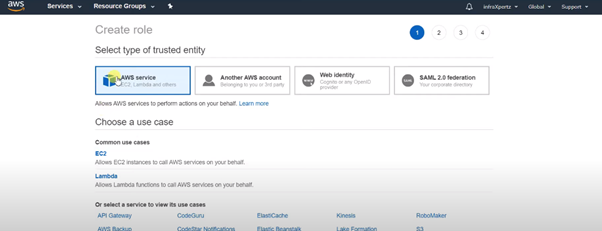 aws Services Resource Groups InfraXpertz Global Support
Create role 1 2 3 4
Select type of trusted entity
AWS service
EC2, Lambda and others
Another AWS account
Belonging to you or 3rd party
Web identity
Cognito or any OpenID
provider
SAML 2.0 federation
Your corporate directory
Allows AWS services to perform actions on your behalf. Learn more
Choose a use case
Common use cases
EC2
Allows EC2 instances to call AWS services on your behalf.
Lambda
Allows Lambda functions to call AWS services on your behalf.
Or select a service to view its use cases
API Gateway CodeGuru ElastiCache Kinesis RoboMaker
AWS Backup CodeStar Notifications Elastic Beanstalk Lake Formation S3